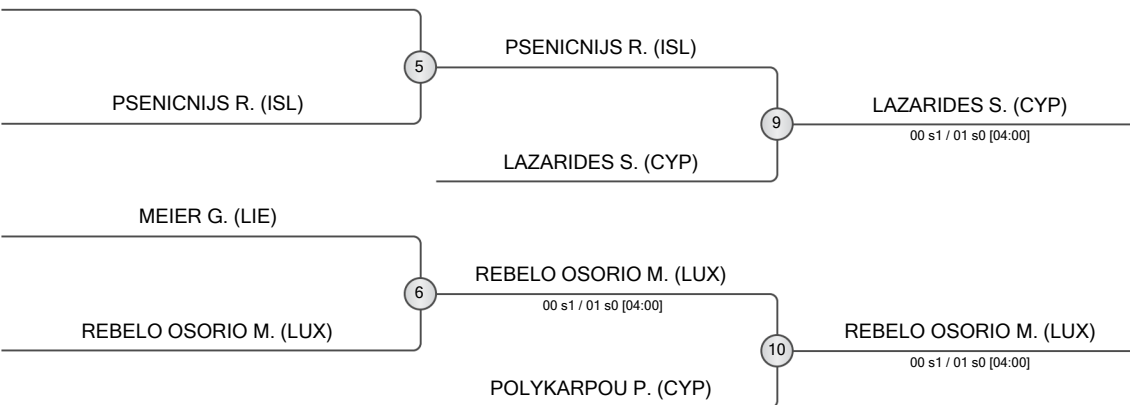 PSENICNIJS R. (ISL)
5
PSENICNIJS R. (ISL)
LAZARIDES S. (CYP)
9
LAZARIDES S. (CYP)
00 s1 / 01 s0 [04:00]
MEIER G. (LIE)
REBELO OSORIO M. (LUX)
6
REBELO OSORIO M. (LUX)
00 s1 / 01 s0 [04:00]
POLYKARPOU P. (CYP)
10
REBELO OSORIO M. (LUX)
00 s1 / 01 s0 [04:00]